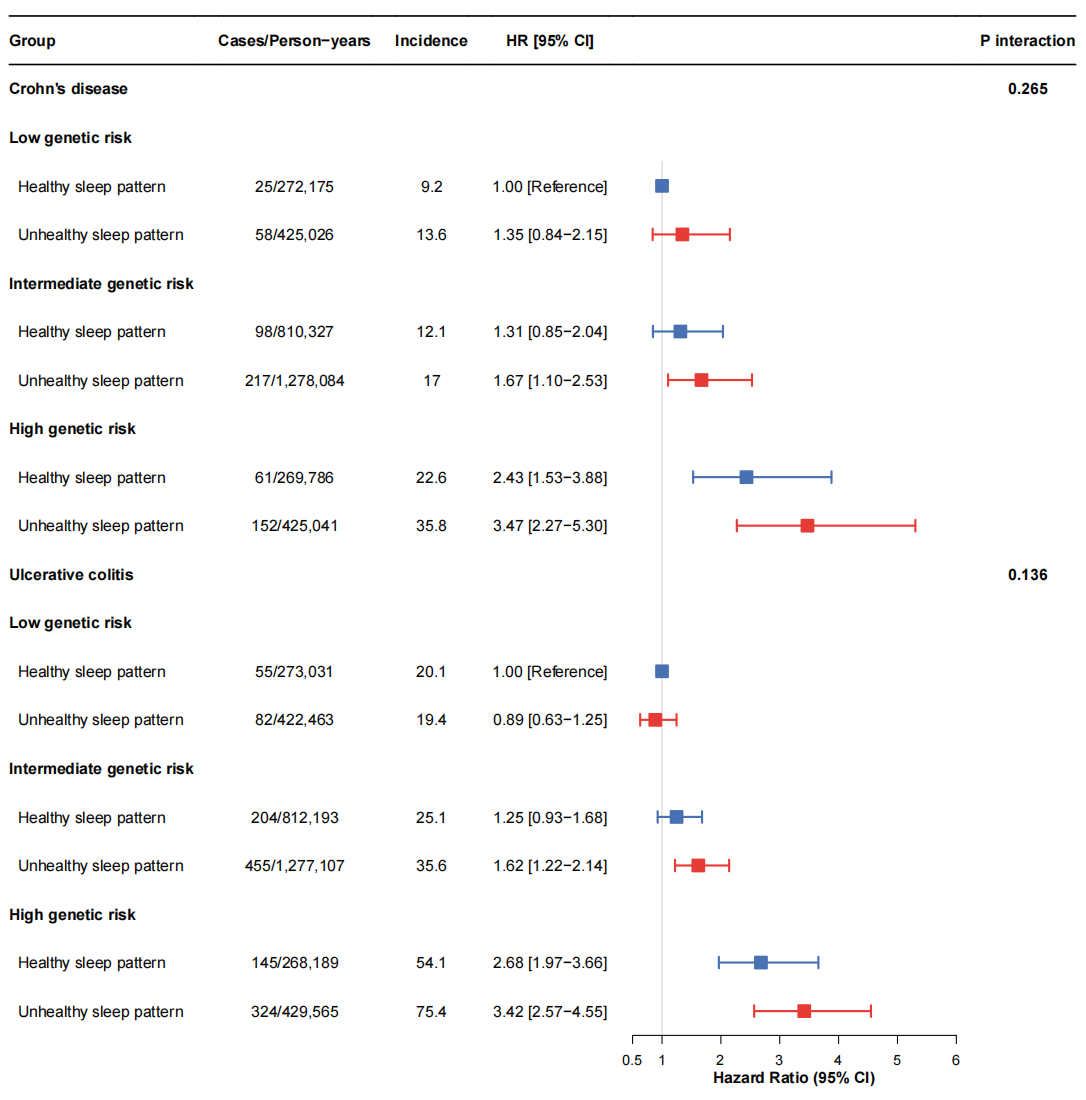 Group Cases/Person−years Incidence HR [95% CI] P interaction
Crohn's disease 0.265
Low genetic risk
Healthy sleep pattern 25/272,175 9.2 1.00 [Reference]
Unhealthy sleep pattern 58/425,026 13.6 1.35 [0.84−2.15]
Intermediate genetic risk
Healthy sleep pattern 98/810,327 12.1 1.31 [0.85−2.04]
Unhealthy sleep pattern 217/1,278,084 17 1.67 [1.10−2.53]
High genetic risk
Healthy sleep pattern 61/269,786 22.6 2.43 [1.53−3.88]
Unhealthy sleep pattern 152/425,041 35.8 3.47 [2.27−5.30]
Ulcerative colitis 0.136
Low genetic risk
Healthy sleep pattern 55/273,031 20.1 1.00 [Reference]
Unhealthy sleep pattern 82/422,463 19.4 0.89 [0.63−1.25]
Intermediate genetic risk
Healthy sleep pattern 204/812,193 25.1 1.25 [0.93−1.68]
Unhealthy sleep pattern 455/1,277,107 35.6 1.62 [1.22−2.14]
High genetic risk
Healthy sleep pattern 145/268,189 54.1 2.68 [1.97−3.66]
Unhealthy sleep pattern 324/429,565 75.4 3.42 [2.57−4.55]
0.5 1 2 3 4 5 6
Hazard Ratio (95% CI)